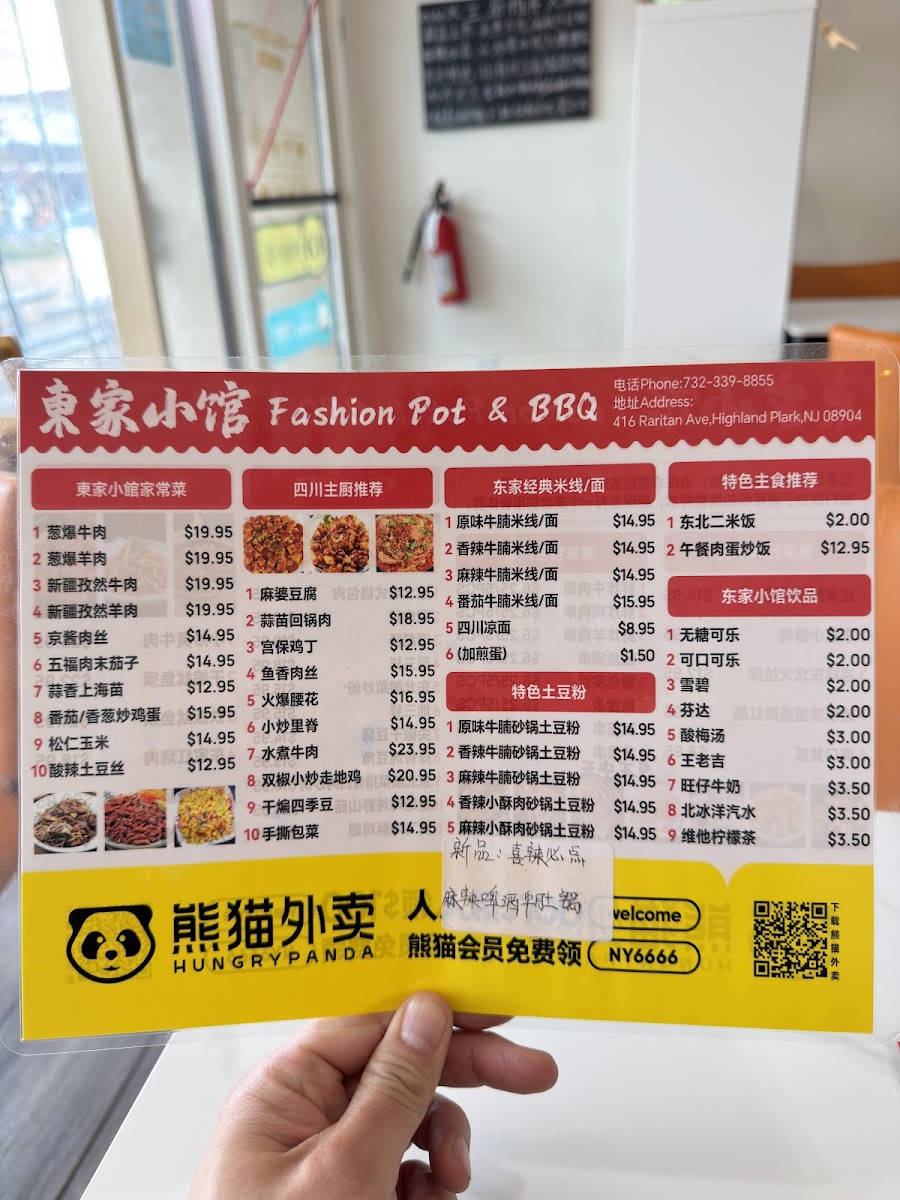 東家小馆 Fashion Pot & BBQ
电话Phone:732-339-8855
地址Address:
416 Raritan Ave,Highland Plark,NJ 08904
東家小館家常菜
1 葱爆牛肉 $19.95
2 葱爆羊肉 $19.95
3 新疆孜然牛肉 $19.95
4 新疆孜然羊肉 $19.95
5 京酱肉丝 $14.95
6 五福肉末茄子 $14.95
7 蒜香上海苗 $12.95
8 番茄/香葱炒鸡蛋 $15.95
9 松仁玉米 $14.95
10 酸辣土豆丝 $12.95
四川主厨推荐
1 麻婆豆腐 $12.95
2 蒜苗回锅肉 $18.95
3 宫保鸡丁 $12.95
4 鱼香肉丝 $15.95
5 火爆腰花 $16.95
6 小炒里脊 $14.95
7 水煮牛肉 $23.95
8 双椒小炒走地鸡 $20.95
9 干煸四季豆 $12.95
10 手撕包菜 $14.95
东家经典米线/面
1 原味牛腩米线/面 $14.95
2 香辣牛腩米线/面 $14.95
3 麻辣牛腩米线/面 $14.95
4 番茄牛腩米线/面 $15.95
5 四川凉面 $8.95
6 (加煎蛋) $1.50
特色土豆粉
1 原味牛腩砂锅土豆粉 $14.95
2 香辣牛腩砂锅土豆粉 $14.95
3 麻辣牛腩砂锅土豆粉 $14.95
4 香辣小酥肉砂锅土豆粉 $14.95
5 麻辣小酥肉砂锅土豆粉 $14.95
特色主食推荐
1 东北二米饭 $2.00
2 午餐肉蛋炒饭 $12.95
东家小馆饮品
1 无糖可乐 $2.00
2 可口可乐 $2.00
3 雪碧 $2.00
4 芬达 $2.00
5 酸梅汤 $3.00
6 王老吉 $3.00
7 旺仔牛奶 $3.50
8 北冰洋汽水 $3.50
9 维他柠檬茶 $3.50
新品:喜辣必点
麻辣啤酒牛肚锅
熊猫外卖
HUNGRYPANDA
人
welcome
熊猫会员免费领 NY6666
下载熊猫外卖